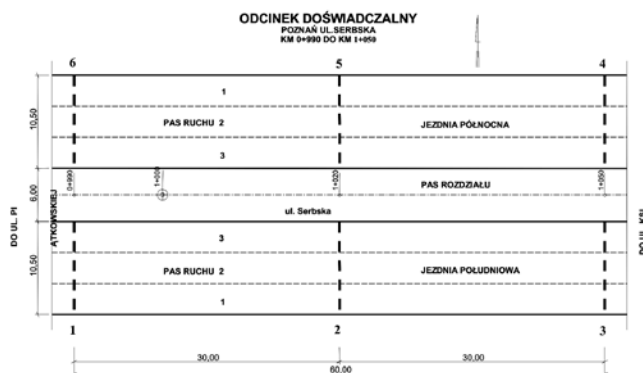 ODCINEK DOŚWIADCZALNY
POZNAŃ UL.SERBSKA
KM 0+990 DO KM 1+050
6 5 4
1
10,50
PAS RUCHU 2 JEZDNIA PÓŁNOCNA
3
0+990 1+000 1+020 1+050
PAS ROZDZIAŁU
6,00
ul. Serbska
DO UL. PI
ĄTKOWSKIEJ
3
10,50
PAS RUCHU 2 JEZDNIA POŁUDNIOWA
1
1 2 3
30,00 30,00
60,00